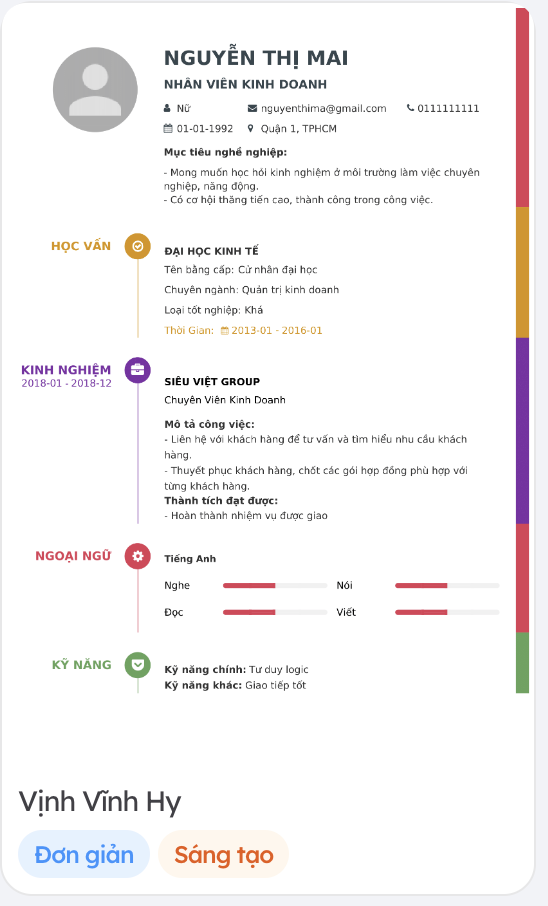 NGUYỄN THỊ MAI
NHÂN VIÊN KINH DOANH
Nữ nguyenthima@gmail.com 0111111111
01-01-1992 Quận 1, TPHCM
Mục tiêu nghề nghiệp:
- Mong muốn học hỏi kinh nghiệm ở môi trường làm việc chuyên
nghiệp, năng động.
- Có cơ hội thăng tiến cao, thành công trong công việc.
HỌC VẤN
ĐẠI HỌC KINH TẾ
Tên bằng cấp: Cử nhân đại học
Chuyên ngành: Quản trị kinh doanh
Loại tốt nghiệp: Khá
Thời Gian: 2013-01 - 2016-01
KINH NGHIỆM
2018-01 - 2018-12
SIÊU VIỆT GROUP
Chuyên Viên Kinh Doanh
Mô tả công việc:
- Liên hệ với khách hàng để tư vấn và tìm hiểu nhu cầu khách
hàng.
- Thuyết phục khách hàng, chốt các gói hợp đồng phù hợp với
từng khách hàng.
Thành tích đạt được:
- Hoàn thành nhiệm vụ được giao
NGOẠI NGỮ
Tiếng Anh
Nghe Nói
Đọc Viết
KỸ NĂNG
Kỹ năng chính: Tư duy logic
Kỹ năng khác: Giao tiếp tốt
Vịnh Vĩnh Hy
Đơn giản Sáng tạo